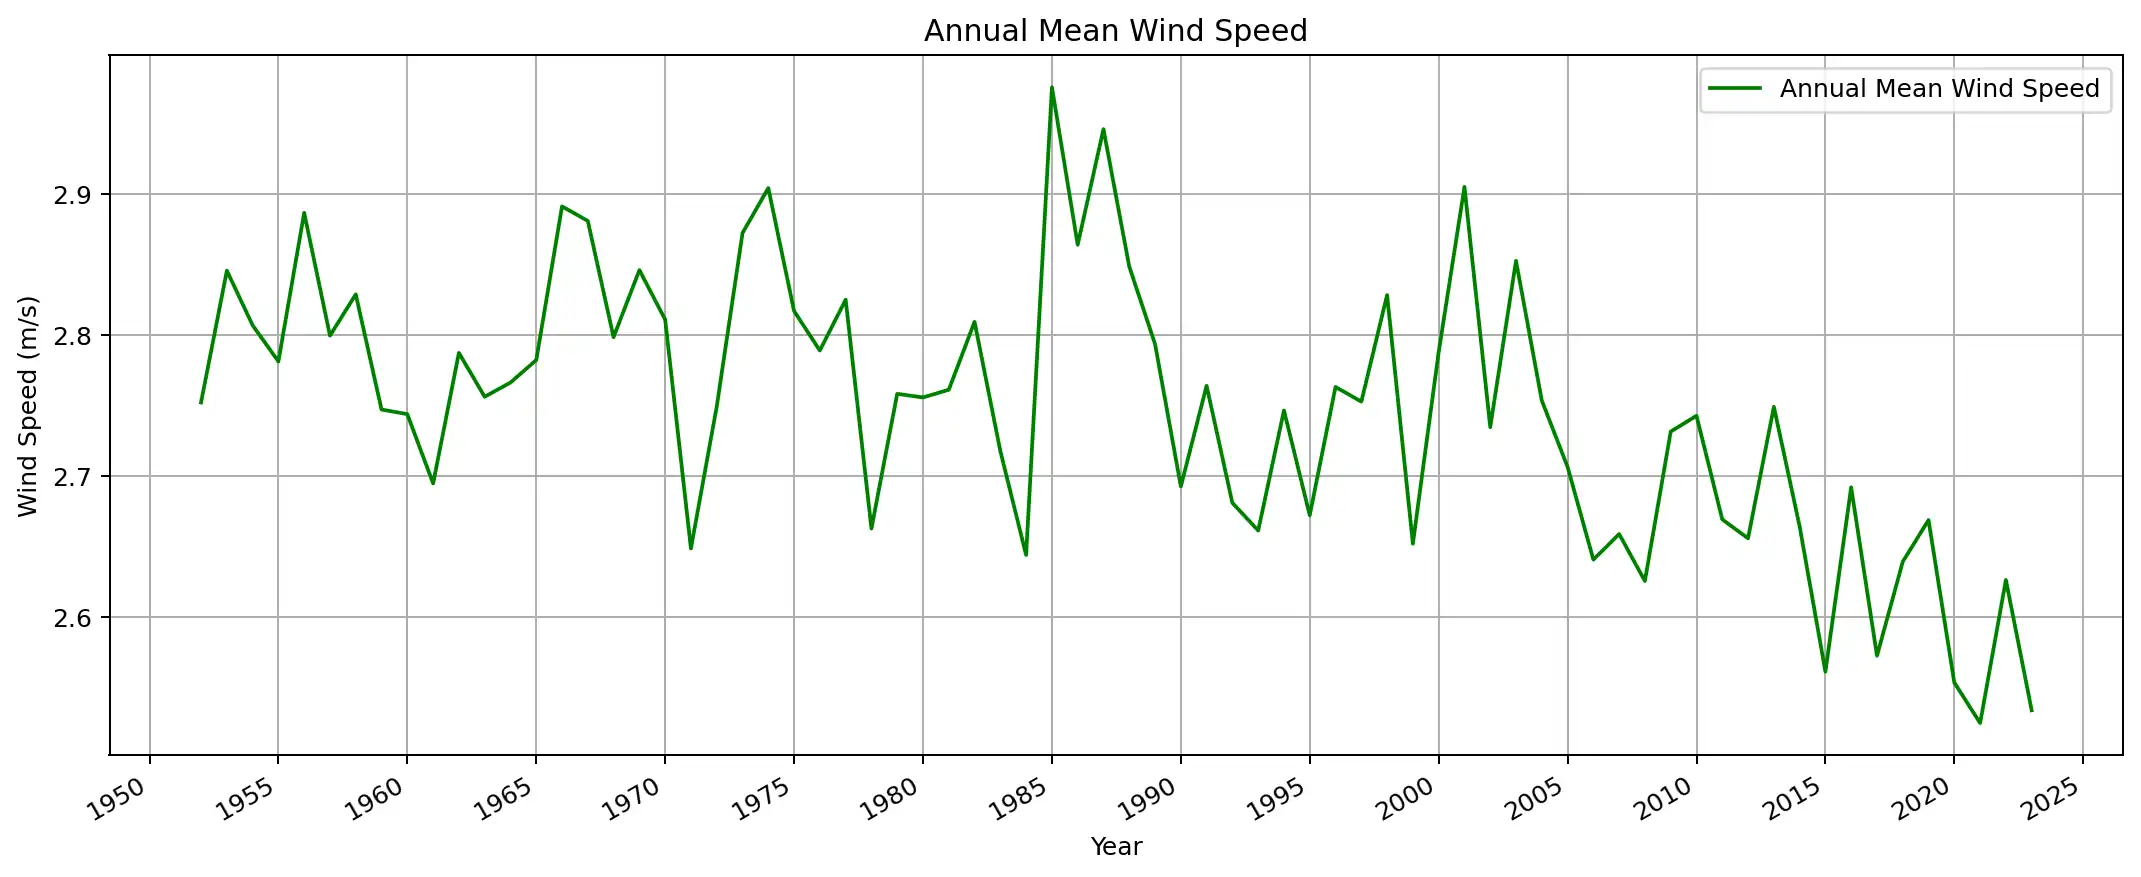 Annual Mean Wind Speed
Annual Mean Wind Speed
Wind Speed (m/s)
2.9
2.8
2.7
2.6
1950 1955 1960 1965 1970 1975 1980 1985 1990 1995 2000 2005 2010 2015 2020 2025
Year